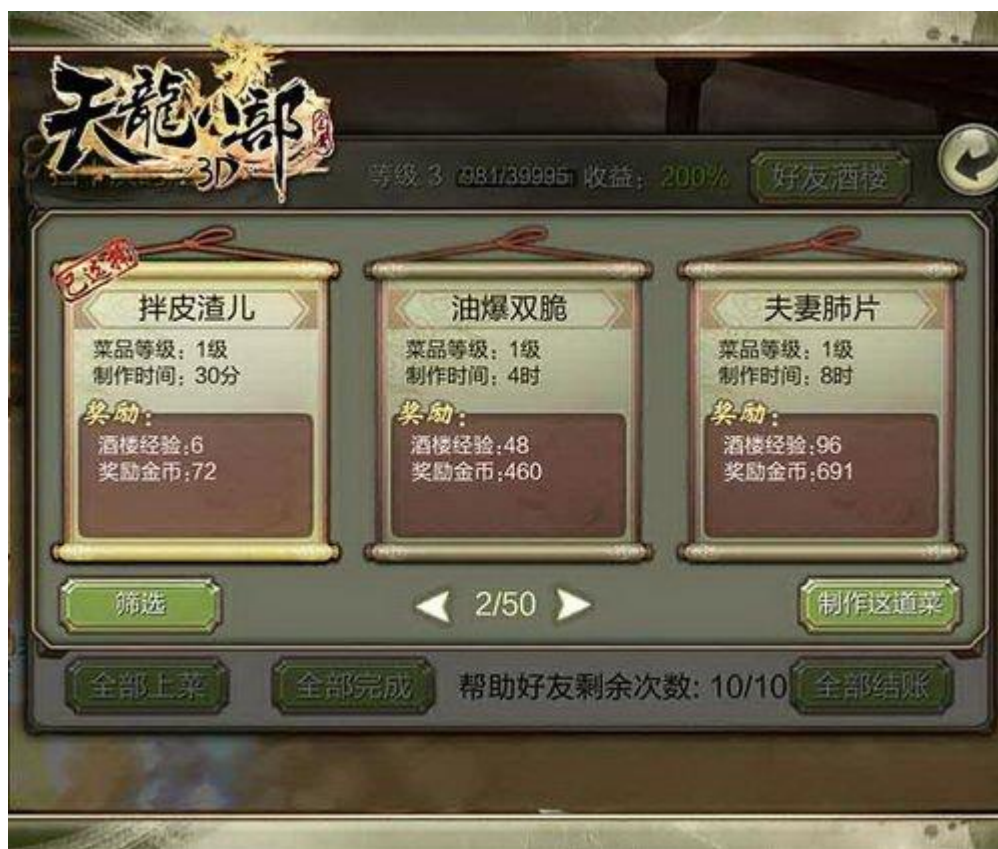 天龍八部
3D
等级 3 981/39995 收益：200% 好友酒楼
已选择
拌皮渣儿
菜品等级：1级
制作时间：30分
奖励：
酒楼经验:6
奖励金币:72
油爆双脆
菜品等级：1级
制作时间：4时
奖励：
酒楼经验:48
奖励金币:460
夫妻肺片
菜品等级：1级
制作时间：8时
奖励：
酒楼经验:96
奖励金币:691
筛选 2/50 制作这道菜
全部上菜 全部完成 帮助好友剩余次数: 10/10 全部结账